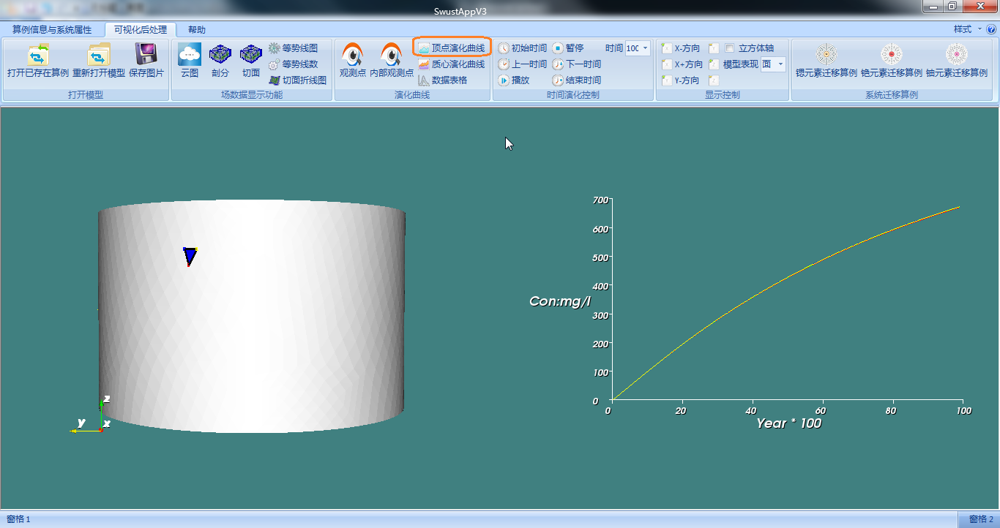 SwustAppV3
算例信息与系统属性 可视化后处理 帮助 样式
打开已存在算例 重新打开模型 保存图片
打开模型
云图 剖分 切面
等势线图
等势线数
切面折线图
场数据显示功能
观测点 内部观测点
顶点演化曲线
质心演化曲线
数据表格
演化曲线
初始时间 暂停 时间 100
上一时间 下一时间
播放 结束时间
时间演化控制
X-方向 立方体轴
X+方向 模型表现 面
Y-方向
显示控制
锶元素迁移算例 铯元素迁移算例 铀元素迁移算例
系统迁移算例
z
y x
700
600
500
400
Con:mg/l
300
200
100
0
0 20 40 60 80 100
Year * 100
窗格 1 窗格 2